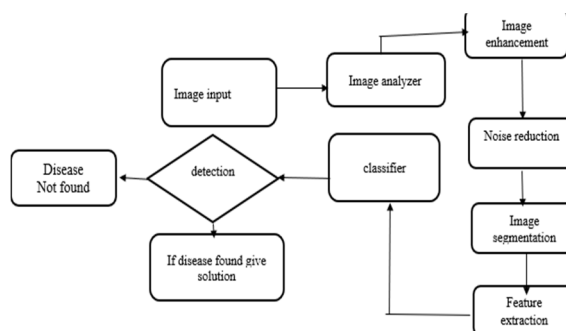 Image input
Image analyzer
Image
enhancement
Noise reduction
Image
segmentation
Feature
extraction
classifier
detection
Disease
Not found
If disease found give
solution